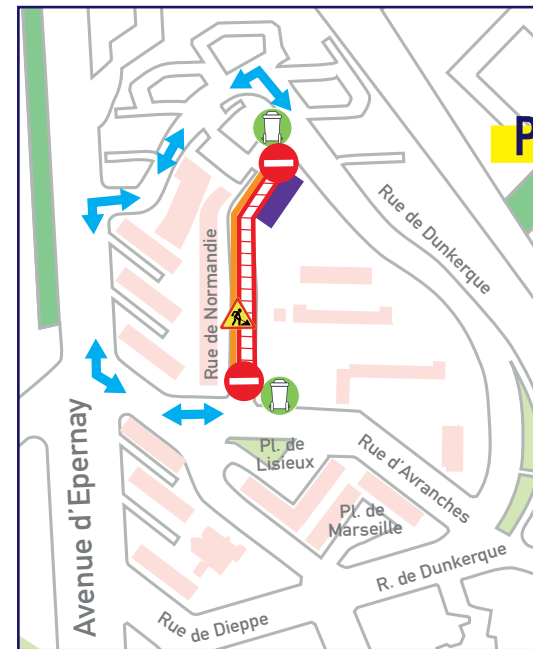 P
Rue de Dunkerque
Rue de Normandie
Avenue d'Epernay
Pl. de
Lisieux
Rue d'Avranches
Pl. de
Marseille
R. de Dunkerque
Rue de Dieppe